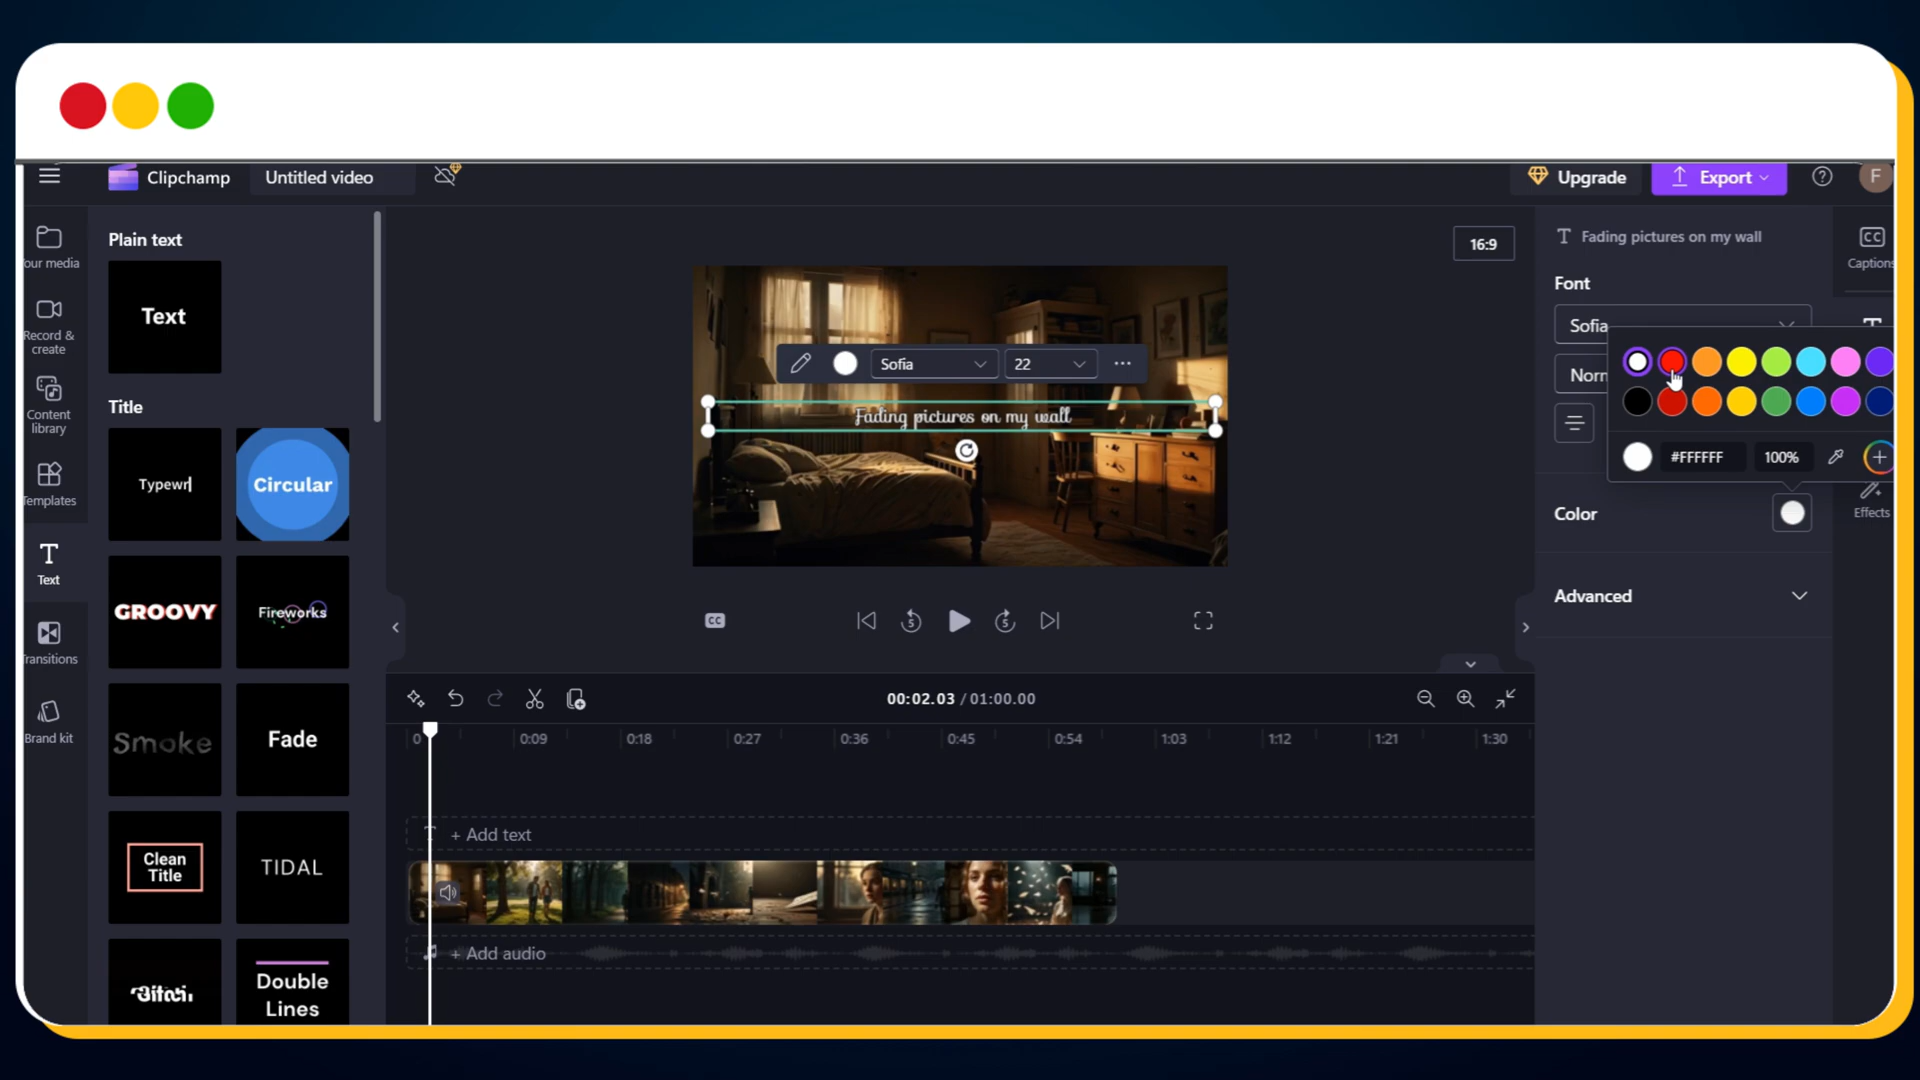 Clipchamp
Untitled video
Upgrade
Export
F
our media
Record &
create
Content
library
Templates
Text
ransitions
Brand kit
Plain text
Text
Title
Typewr
Circular
GROOVY
Fireworks
Smoke
Fade
Clean
Title
TIDAL
Double
Lines
16:9
Sofia
22
Fading pictures on my wall
CC
00:02.03 / 01:00.00
0
0:09
0:18
0:27
0:36
0:45
0:54
1:03
1:12
1:21
1:30
T + Add text
+ Add audio
T Fading pictures on my wall
Font
Sofia
Norn
#FFFFFF
100%
Color
Advanced
CC
Captions
Effects